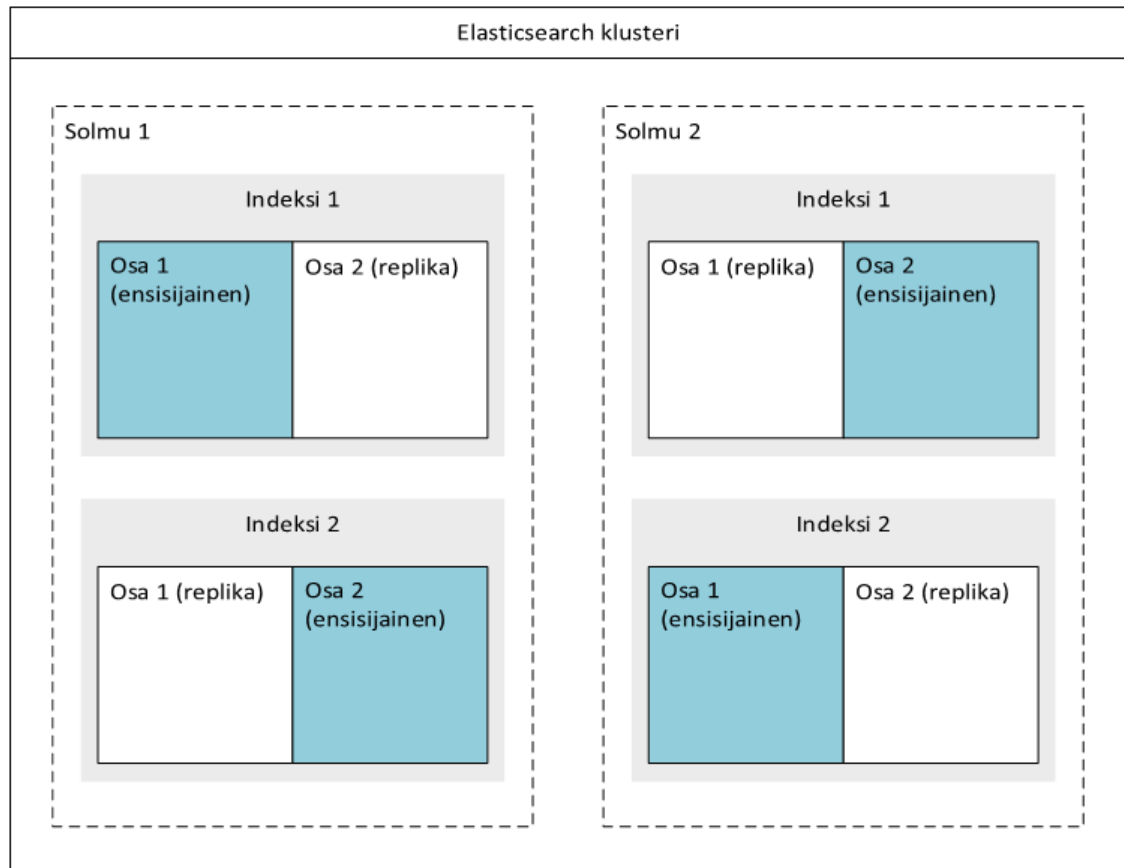 Elasticsearch klusteri
Solmu 1
Indeksi 1
Osa 1
(ensisijainen)
Osa 2 (replika)
Indeksi 2
Osa 1 (replika)
Osa 2
(ensisijainen)
Solmu 2
Indeksi 1
Osa 1 (replika)
Osa 2
(ensisijainen)
Indeksi 2
Osa 1
(ensisijainen)
Osa 2 (replika)